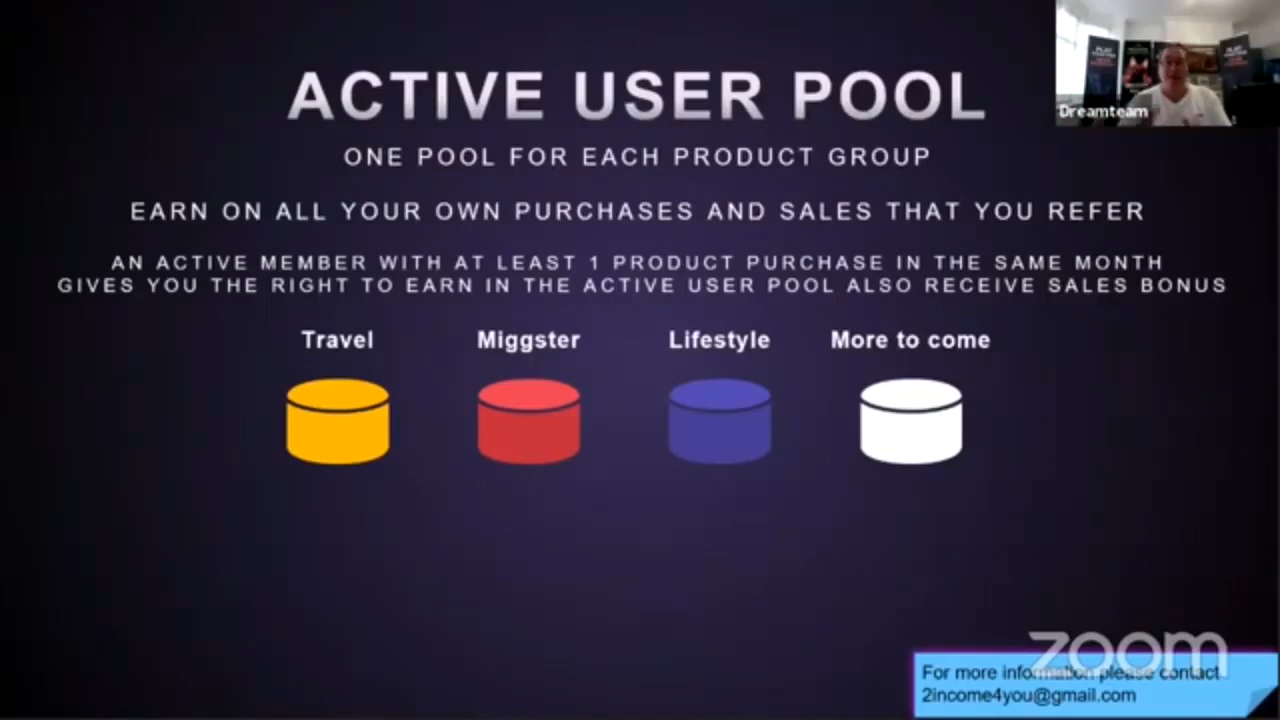 ACTIVE USER POOL
Dreamteam
ONE POOL FOR EACH PRODUCT GROUP
EARN ON ALL YOUR OWN PURCHASES AND SALES THAT YOU REFER
AN ACTIVE MEMBER WITH AT LEAST 1 PRODUCT PURCHASE IN THE SAME MONTH
GIVES YOU THE RIGHT TO EARN IN THE ACTIVE USER POOL ALSO RECEIVE SALES BONUS
Travel Miggster Lifestyle More to come
zoom
For more information please contact
2income4you@gmail.com